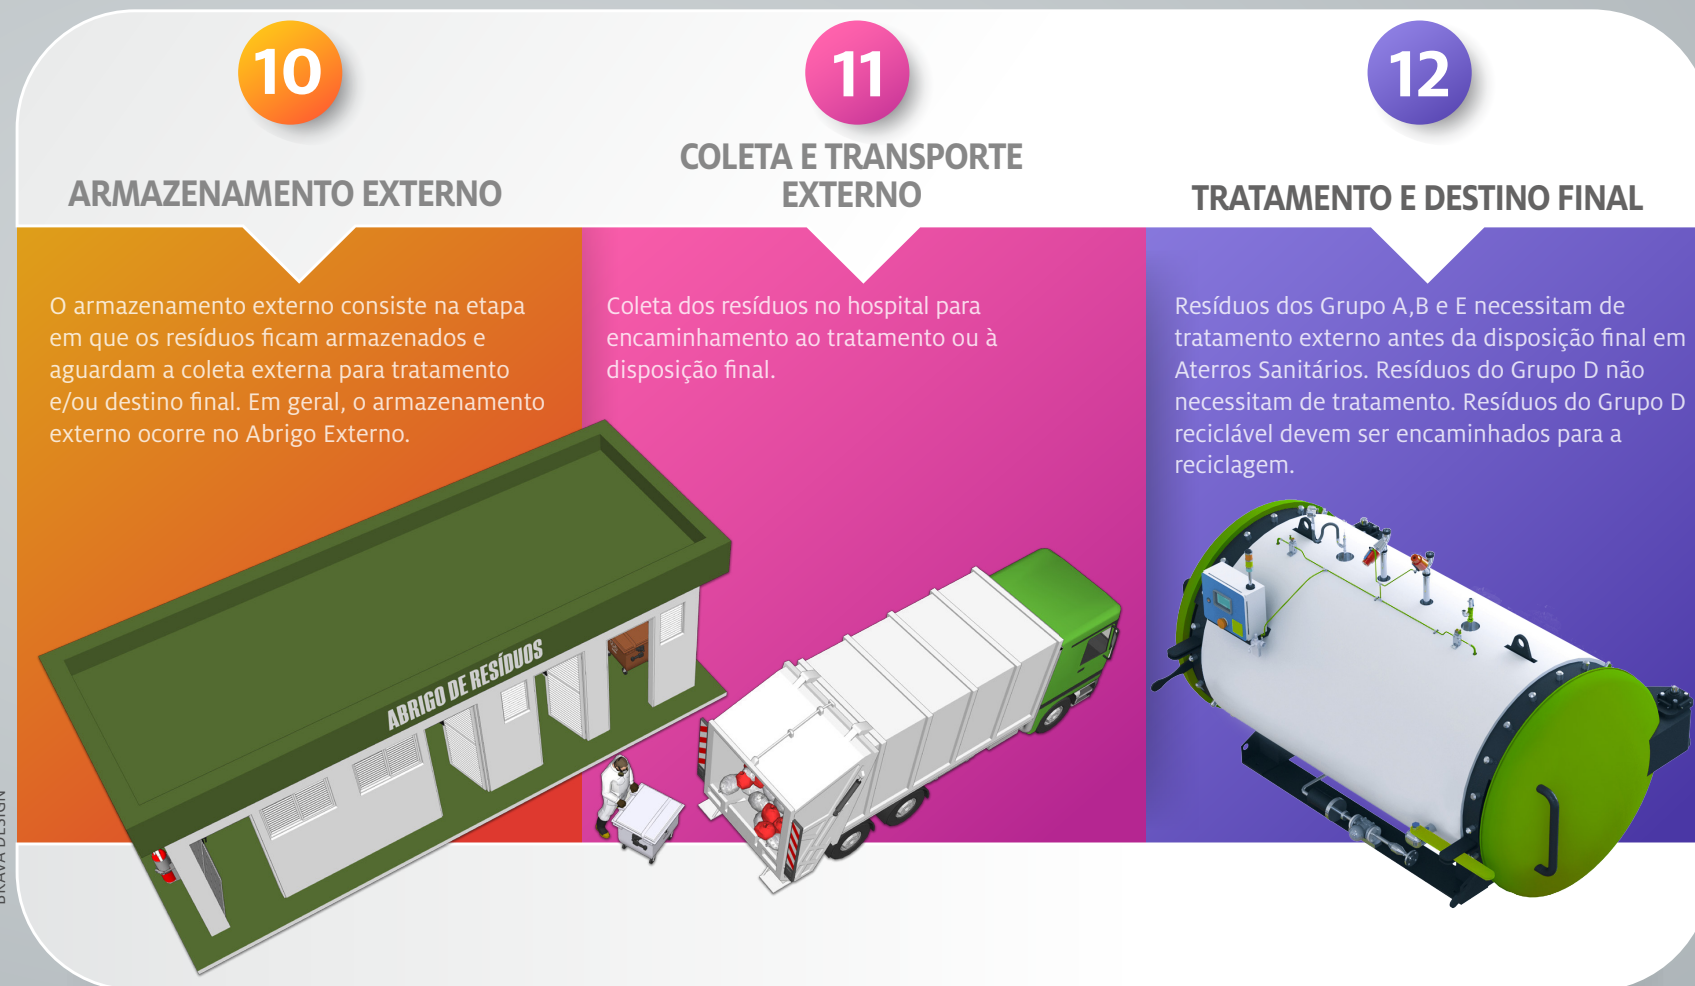 10
ARMAZENAMENTO EXTERNO
O armazenamento externo consiste na etapa
em que os resíduos ficam armazenados e
aguardam a coleta externa para tratamento
e/ou destino final. Em geral, o armazenamento
externo ocorre no Abrigo Externo.
ABRIGO DE RESÍDUOS
11
COLETA E TRANSPORTE
EXTERNO
Coleta dos resíduos no hospital para
encaminhamento ao tratamento ou à
disposição final.
12
TRATAMENTO E DESTINO FINAL
Resíduos dos Grupo A,B e E necessitam de
tratamento externo antes da disposição final em
Aterros Sanitários. Resíduos do Grupo D não
necessitam de tratamento. Resíduos do Grupo D
reciclável devem ser encaminhados para a
reciclagem.
BRAVA DESIGN